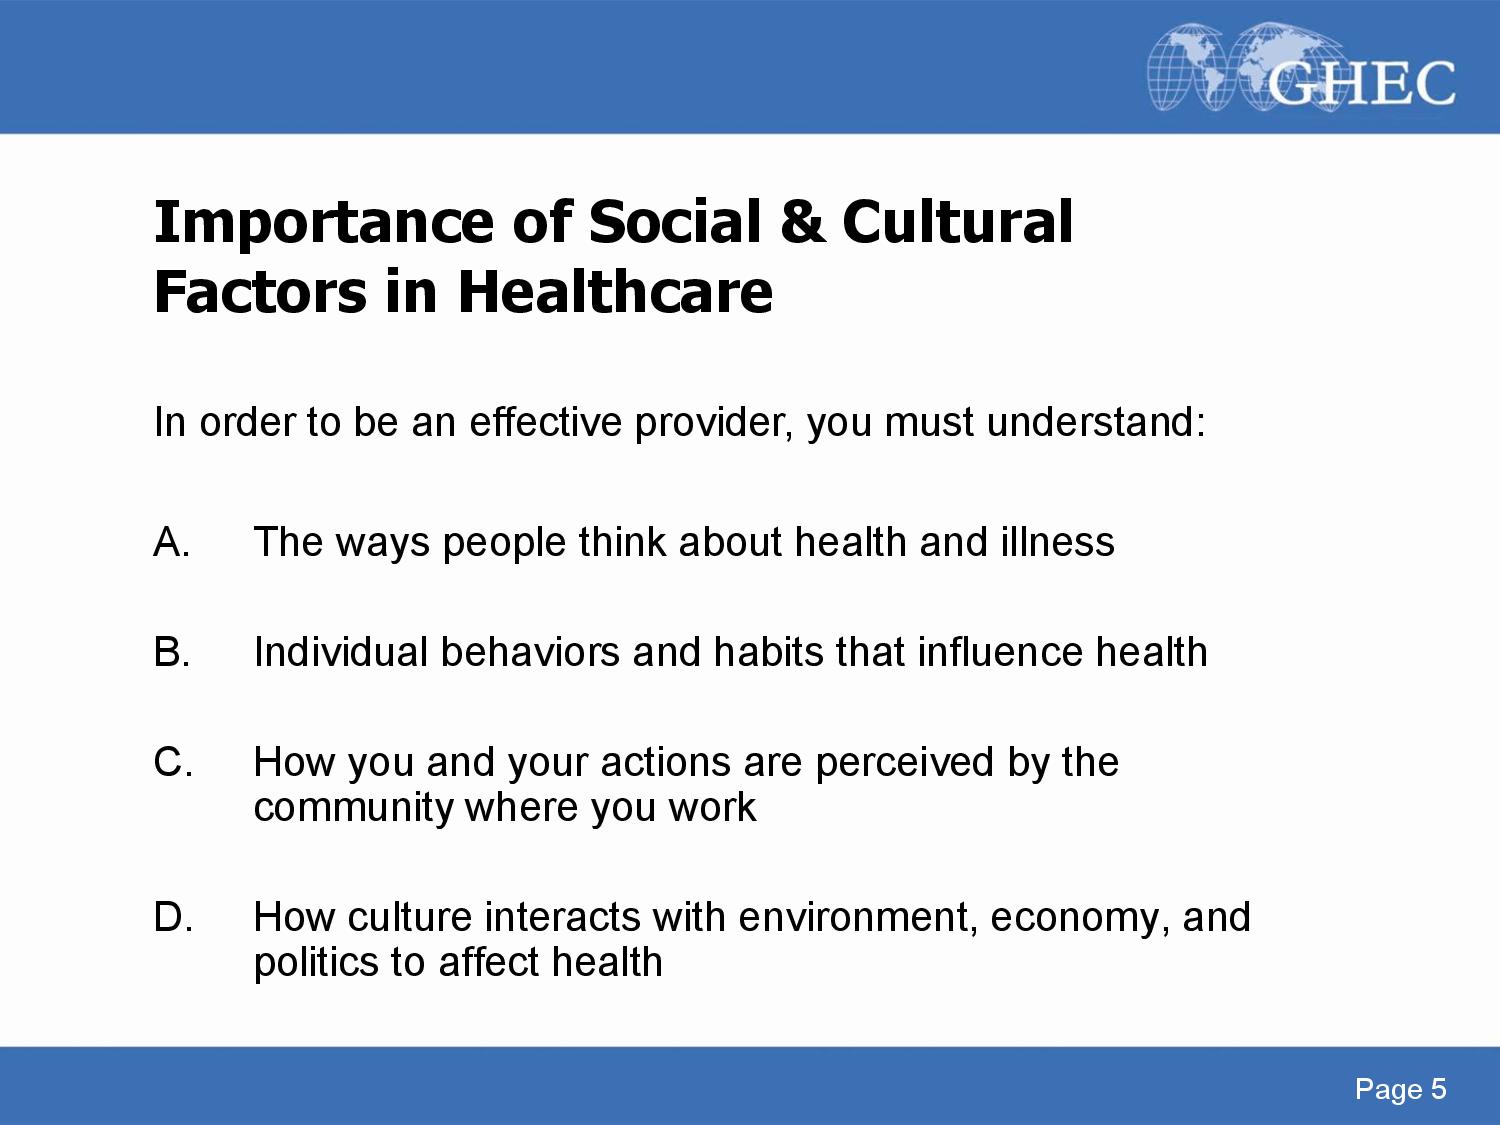 GHEC
Importance of Social & Cultural
Factors in Healthcare
In order to be an effective provider, you must understand:
A. The ways people think about health and illness
B. Individual behaviors and habits that influence health
C. How you and your actions are perceived by the
community where you work
D. How culture interacts with environment, economy, and
politics to affect health
Page 5